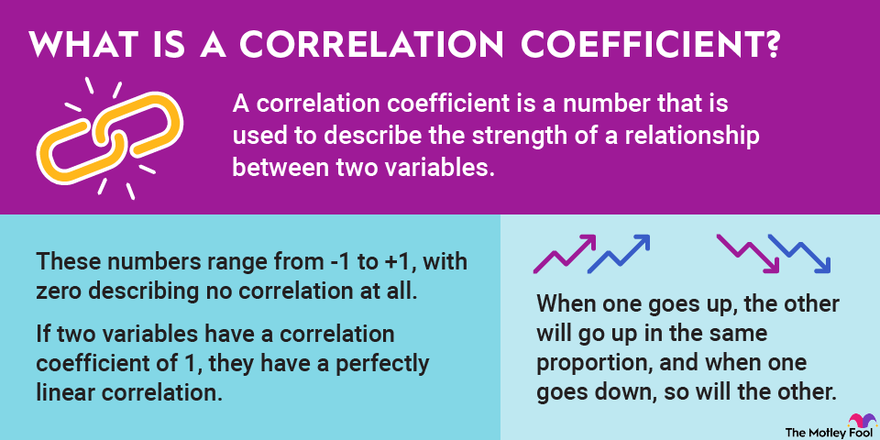 WHAT IS A CORRELATION COEFFICIENT?
A correlation coefficient is a number that is
used to describe the strength of a relationship
between two variables.
These numbers range from -1 to +1, with
zero describing no correlation at all.
If two variables have a correlation
coefficient of 1, they have a perfectly
linear correlation.
When one goes up, the other
will go up in the same
proportion, and when one
goes down, so will the other.
The Motley Fool